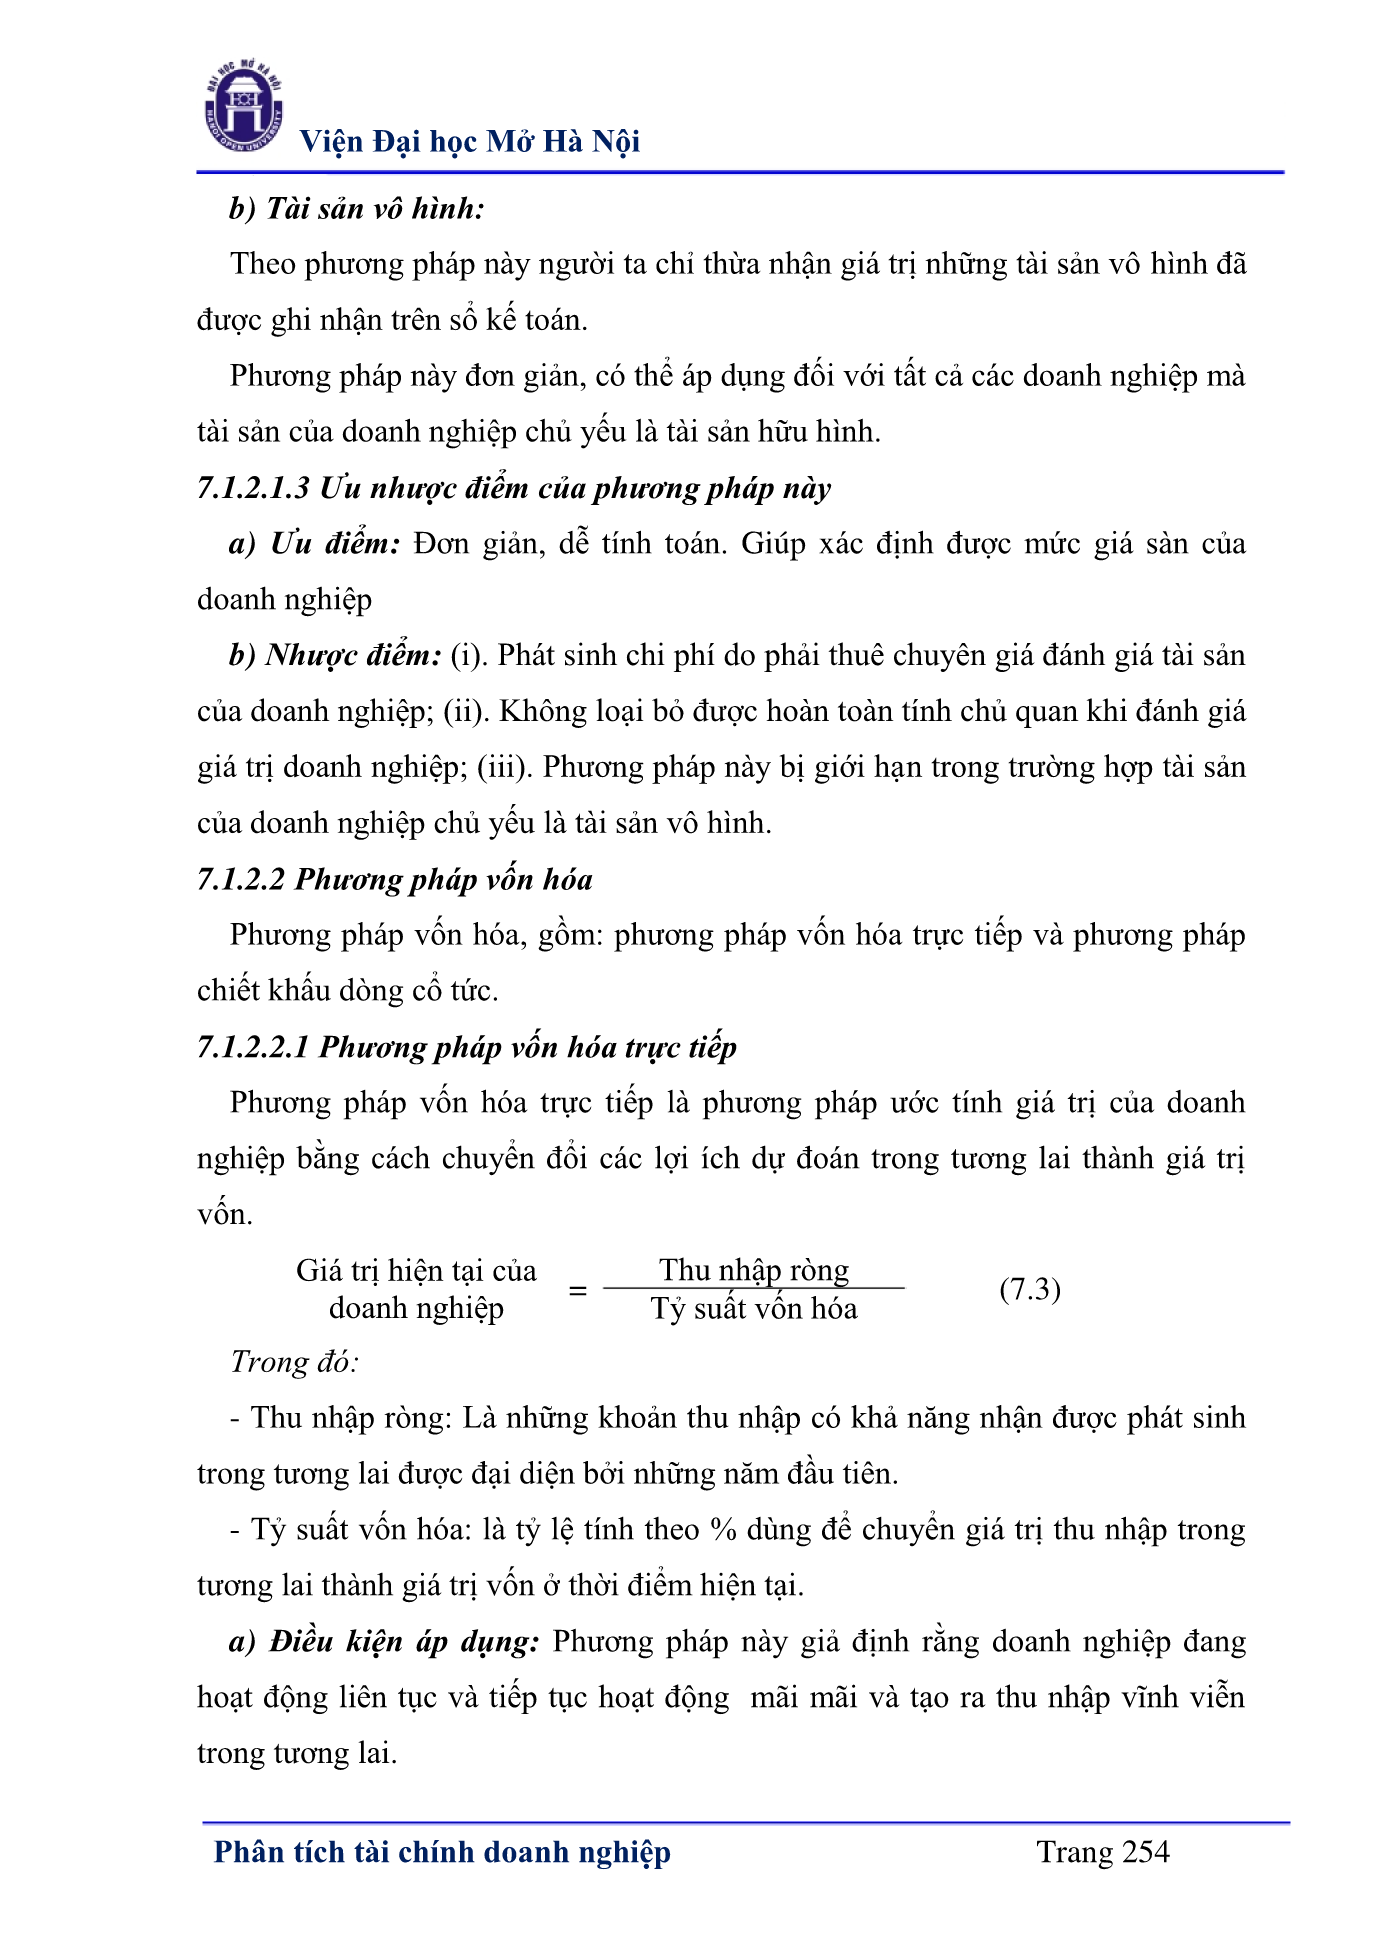 ĐẠI HỌC MỞ HÀ NỘI
HANOI OPEN UNIVERSITY
Viện Đại học Mở Hà Nội
b) Tài sản vô hình:
Theo phương pháp này người ta chỉ thừa nhận giá trị những tài sản vô hình đã
được ghi nhận trên sổ kế toán.
Phương pháp này đơn giản, có thể áp dụng đối với tất cả các doanh nghiệp mà
tài sản của doanh nghiệp chủ yếu là tài sản hữu hình.
7.1.2.1.3 Ưu nhược điểm của phương pháp này
a) Ưu điểm: Đơn giản, dễ tính toán. Giúp xác định được mức giá sàn của
doanh nghiệp
b) Nhược điểm: (i). Phát sinh chi phí do phải thuê chuyên giá đánh giá tài sản
của doanh nghiệp; (ii). Không loại bỏ được hoàn toàn tính chủ quan khi đánh giá
giá trị doanh nghiệp; (iii). Phương pháp này bị giới hạn trong trường hợp tài sản
của doanh nghiệp chủ yếu là tài sản vô hình.
7.1.2.2 Phương pháp vốn hóa
Phương pháp vốn hóa, gồm: phương pháp vốn hóa trực tiếp và phương pháp
chiết khấu dòng cổ tức.
7.1.2.2.1 Phương pháp vốn hóa trực tiếp
Phương pháp vốn hóa trực tiếp là phương pháp ước tính giá trị của doanh
nghiệp bằng cách chuyển đổi các lợi ích dự đoán trong tương lai thành giá trị
vốn.
Giá trị hiện tại của doanh nghiệp = Thu nhập ròng / Tỷ suất vốn hóa (7.3)
Trong đó:
- Thu nhập ròng: Là những khoản thu nhập có khả năng nhận được phát sinh
trong tương lai được đại diện bởi những năm đầu tiên.
- Tỷ suất vốn hóa: là tỷ lệ tính theo % dùng để chuyển giá trị thu nhập trong
tương lai thành giá trị vốn ở thời điểm hiện tại.
a) Điều kiện áp dụng: Phương pháp này giả định rằng doanh nghiệp đang
hoạt động liên tục và tiếp tục hoạt động mãi mãi và tạo ra thu nhập vĩnh viễn
trong tương lai.
Phân tích tài chính doanh nghiệp Trang 254